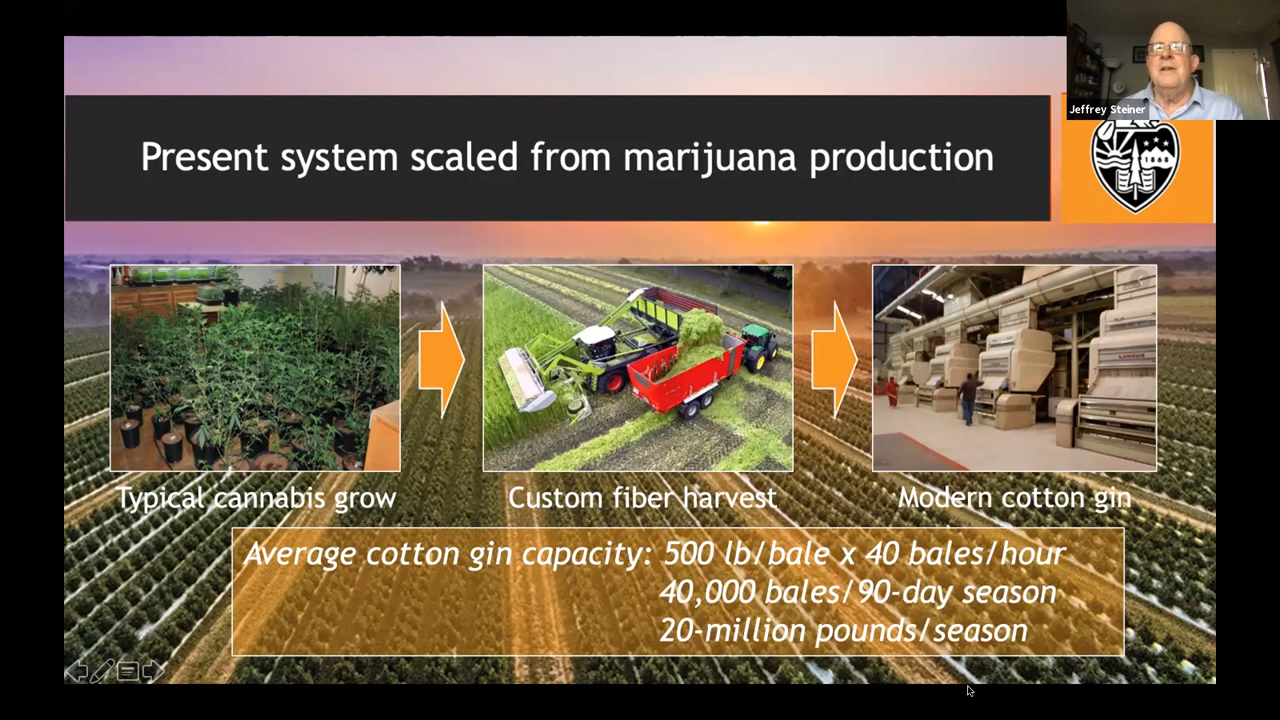 Jeffrey Steiner
Present system scaled from marijuana production
Typical cannabis grow
Custom fiber harvest
Modern cotton gin
Average cotton gin capacity: 500 lb/bale x 40 bales/hour
40,000 bales/90-day season
20-million pounds/season